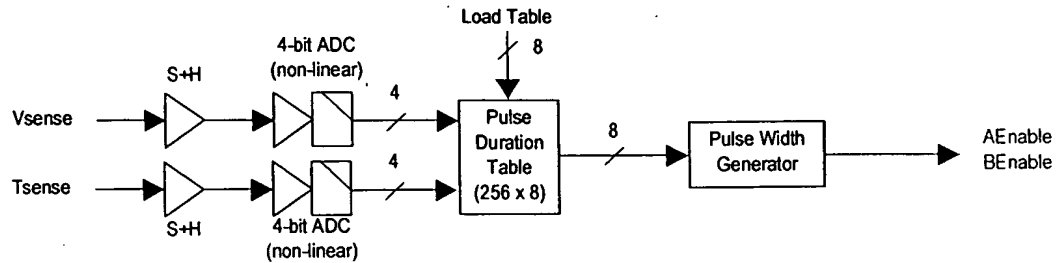 Load Table
8
4-bit ADC
(non-linear)
S+H
4
Vsense
Pulse
Duration
Table
(256 x 8)
8
Pulse Width
Generator
AEnable
BEnable
Tsense
4
S+H
4-bit ADC
(non-linear)